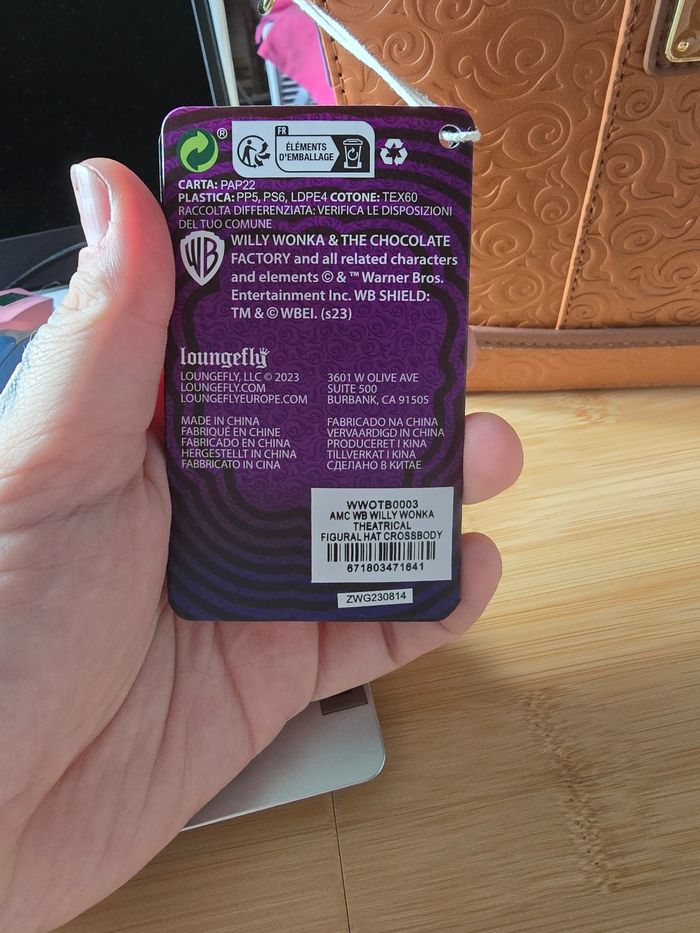 ®
FR
ÉLÉMENTS
D'EMBALLAGE
CARTA: PAP22
PLASTICA: PP5, PS6, LDPE4 COTONE: TEX60
RACCOLTA DIFFERENZIATA: VERIFICA LE DISPOSIZIONI
DEL TUO COMUNE
WB
WILLY WONKA & THE CHOCOLATE
FACTORY and all related characters
and elements © & ™ Warner Bros.
Entertainment Inc. WB SHIELD:
TM & © WBEI. (s23)
loungefly
LOUNGEFLY, LLC © 2023
LOUNGEFLY.COM
LOUNGEFLYEUROPE.COM
3601 W OLIVE AVE
SUITE 500
BURBANK, CA 91505
MADE IN CHINA
FABRIQUÉ EN CHINE
FABRICADO EN CHINA
HERGESTELLT IN CHINA
FABBRICATO IN CINA
FABRICADO NA CHINA
VERVAARDIGD IN CHINA
PRODUCERET I KINA
TILLVERKAT I KINA
СДЕЛАНО В КИТАЕ
WWOTB0003
AMC WB WILLY WONKA
THEATRICAL
FIGURAL HAT CROSSBODY
671803471641
ZWG230814